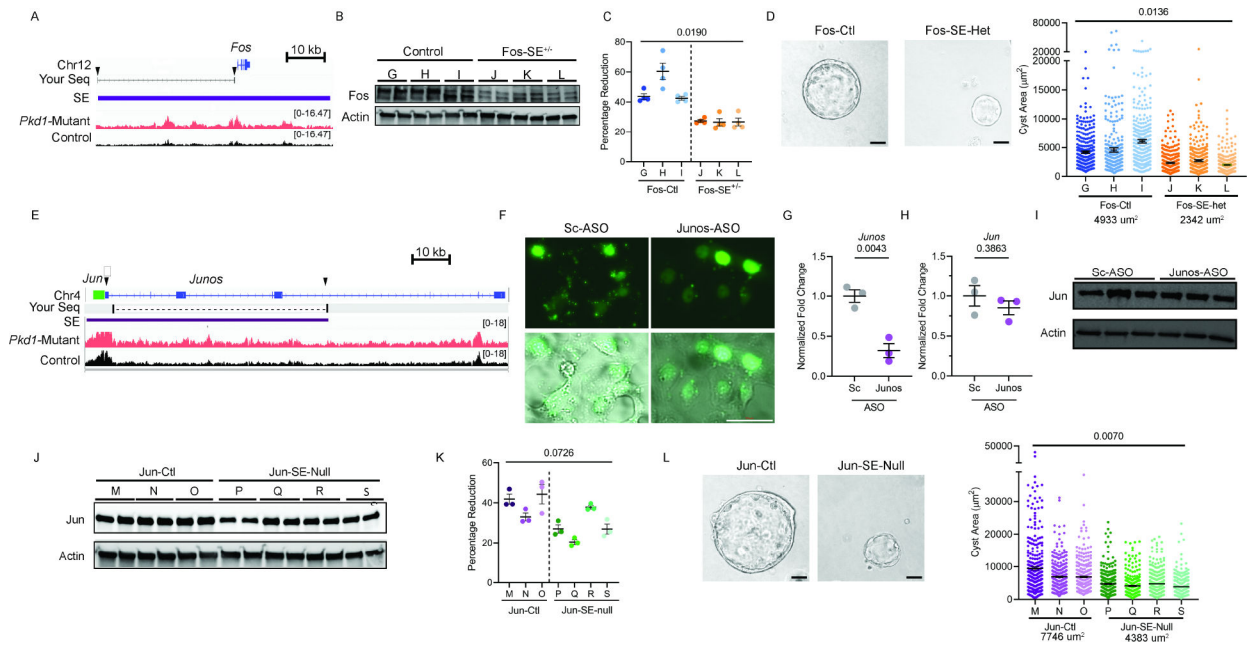 A
Fos
10 kb
Chr12
Your Seq
SE
[0-16.47]
Pkd1-Mutant
[0-16.47]
Control
B
Control Fos-SE+/-
G H I J K L
Fos
Actin
C
0.0190
Percentage Reduction
80
60
40
20
0
G H I J K L
Fos-Ctl Fos-SE+/-
D
Fos-Ctl Fos-SE-Het
0.0136
Cyst Area (µm2)
80000
60000
40000
20000
15000
10000
5000
0
G H I J K L
Fos-Ctl Fos-SE-het
4933 um2 2342 um2
E
10 kb
Jun Junos
Chr4
Your Seq
SE
[0-18]
Pkd1-Mutant
[0-18]
Control
F
Sc-ASO Junos-ASO
G
Junos
0.0043
Normalized Fold Change
1.5
1.0
0.5
0.0
Sc Junos
ASO
H
Jun
0.3863
Normalized Fold Change
1.5
1.0
0.5
0.0
Sc Junos
ASO
I
Sc-ASO Junos-ASO
Jun
Actin
J
Jun-Ctl Jun-SE-Null
M N O P Q R S
Jun
Actin
K
0.0726
Percentage Reduction
60
40
20
0
M N O P Q R S
Jun-Ctl Jun-SE-null
L
Jun-Ctl Jun-SE-Null
0.0070
Cyst Area (µm2)
50000
40000
30000
20000
10000
0
M N O P Q R S
Jun-Ctl Jun-SE-Null
7746 um2 4383 um2